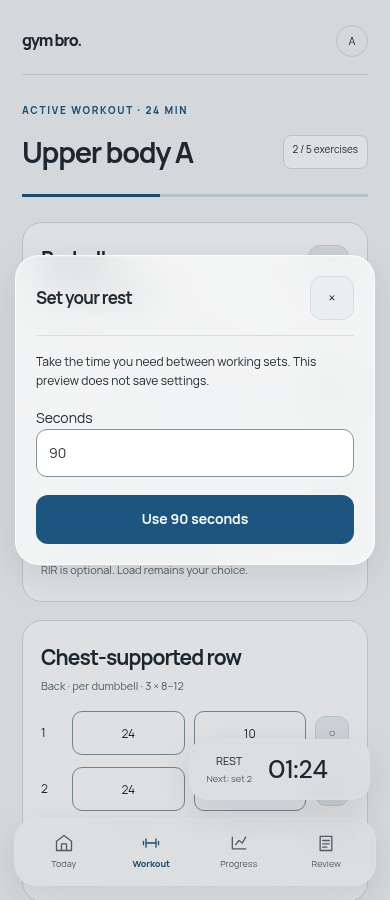 gym bro.
A
ACTIVE WORKOUT · 24 MIN
Upper body A
2 / 5 exercises
Set your rest
×
Take the time you need between working sets. This
preview does not save settings.
Seconds
90
Use 90 seconds
RIR is optional. Load remains your choice.
Chest-supported row
Back · per dumbbell · 3 × 8–12
1
24
10
2
24
REST
Next: set 2
01:24
Today
Workout
Progress
Review